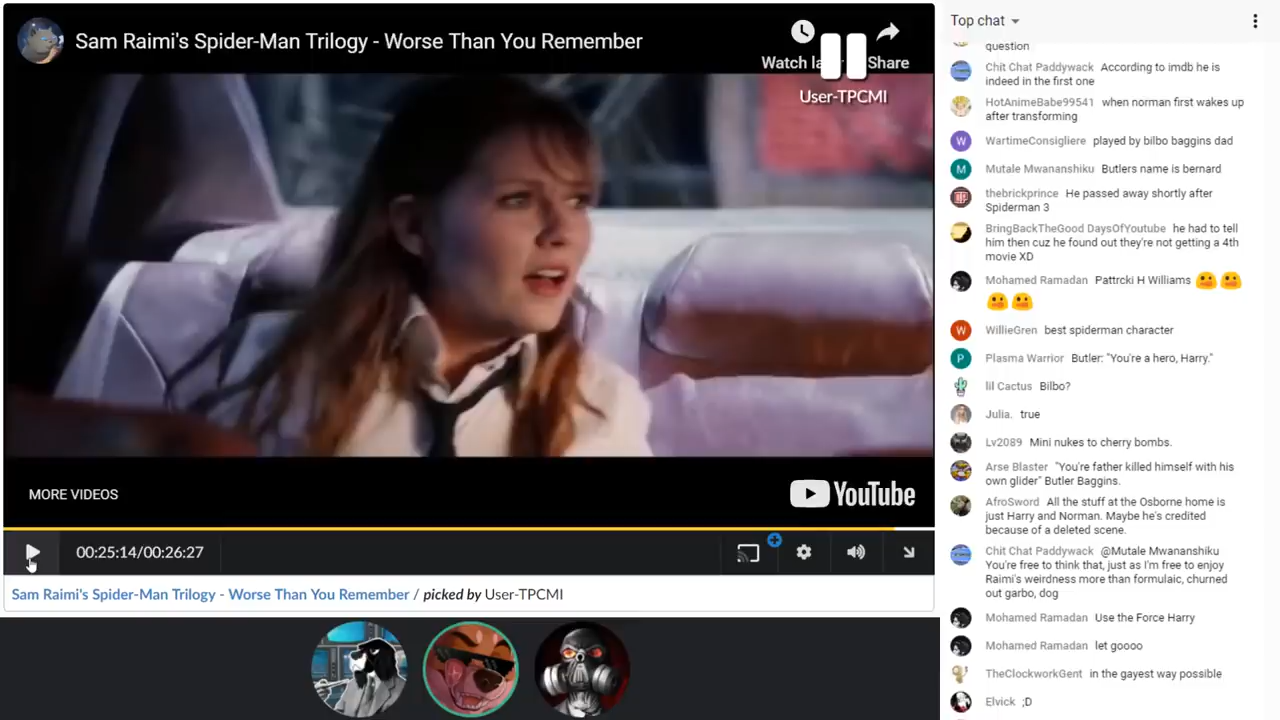 Sam Raimi's Spider-Man Trilogy - Worse Than You Remember
Watch la
Share
User-TPCMI
MORE VIDEOS
YouTube
00:25:14/00:26:27
Sam Raimi's Spider-Man Trilogy - Worse Than You Remember / picked by User-TPCMI
Top chat
question
Chit Chat Paddywack According to imdb he is
indeed in the first one
HotAnimeBabe99541 when norman first wakes up
after transforming
W WartimeConsigliere played by bilbo baggins dad
M Mutale Mwananshiku Butlers name is bernard
thebrickprince He passed away shortly after
Spiderman 3
BringBackTheGood DaysOfYoutube he had to tell
him then cuz he found out they're not getting a 4th
movie XD
Mohamed Ramadan Pattrcki H Williams
W WillieGren best spiderman character
P Plasma Warrior Butler: "You're a hero, Harry."
lil Cactus Bilbo?
Julia. true
Lv2089 Mini nukes to cherry bombs.
Arse Blaster "You're father killed himself with his
own glider" Butler Baggins.
AfroSword All the stuff at the Osborne home is
just Harry and Norman. Maybe he's credited
because of a deleted scene.
Chit Chat Paddywack @Mutale Mwananshiku
You're free to think that, just as I'm free to enjoy
Raimi's weirdness more than formulaic, churned
out garbo, dog
Mohamed Ramadan Use the Force Harry
Mohamed Ramadan let goooo
TheClockworkGent in the gayest way possible
Elvick ;D